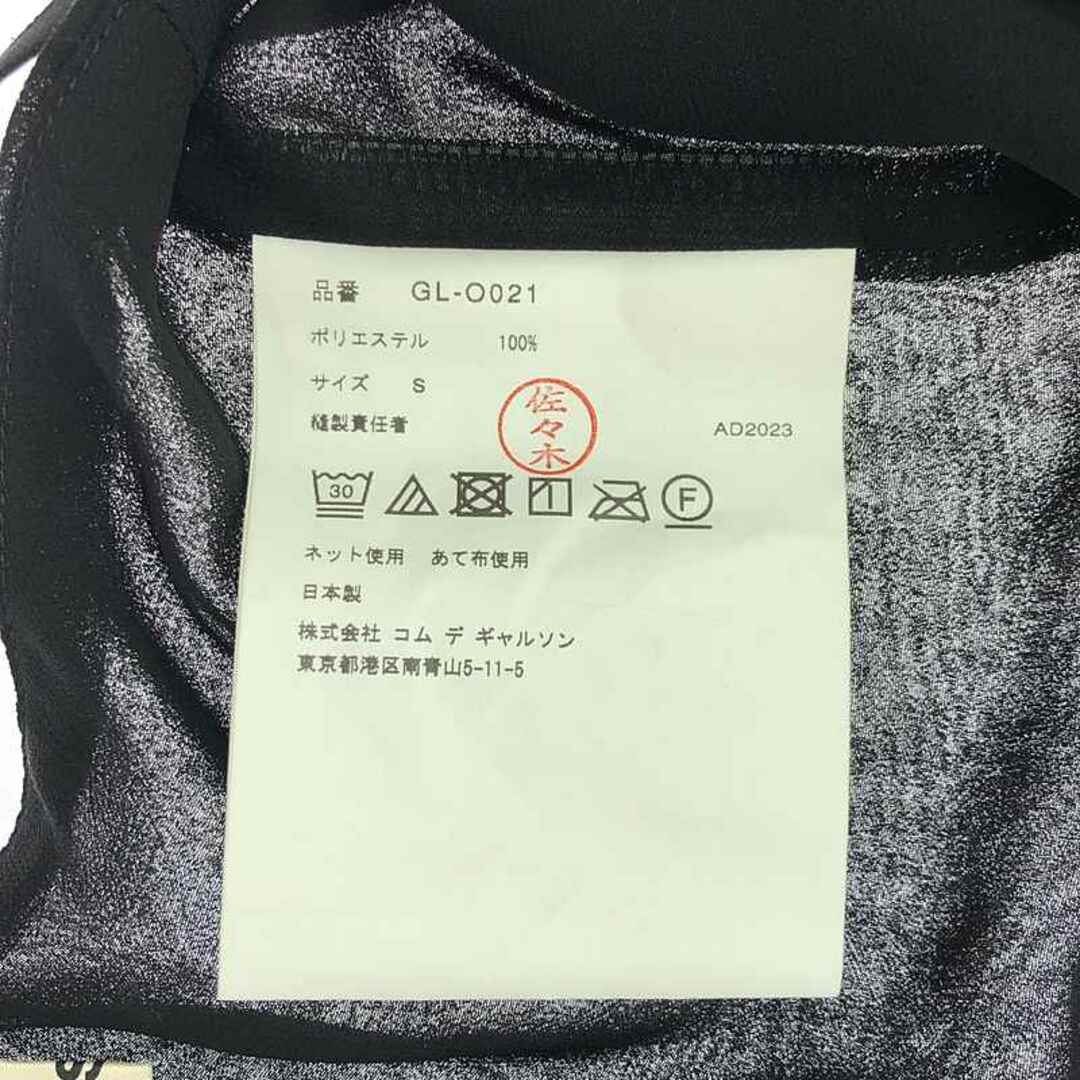 品番 GL-O021
ポリエステル 100%
サイズ S
縫製責任者 佐々木 AD2023
30 F
ネット使用 あて布使用
日本製
株式会社 コム デ ギャルソン
東京都港区南青山5-11-5
S